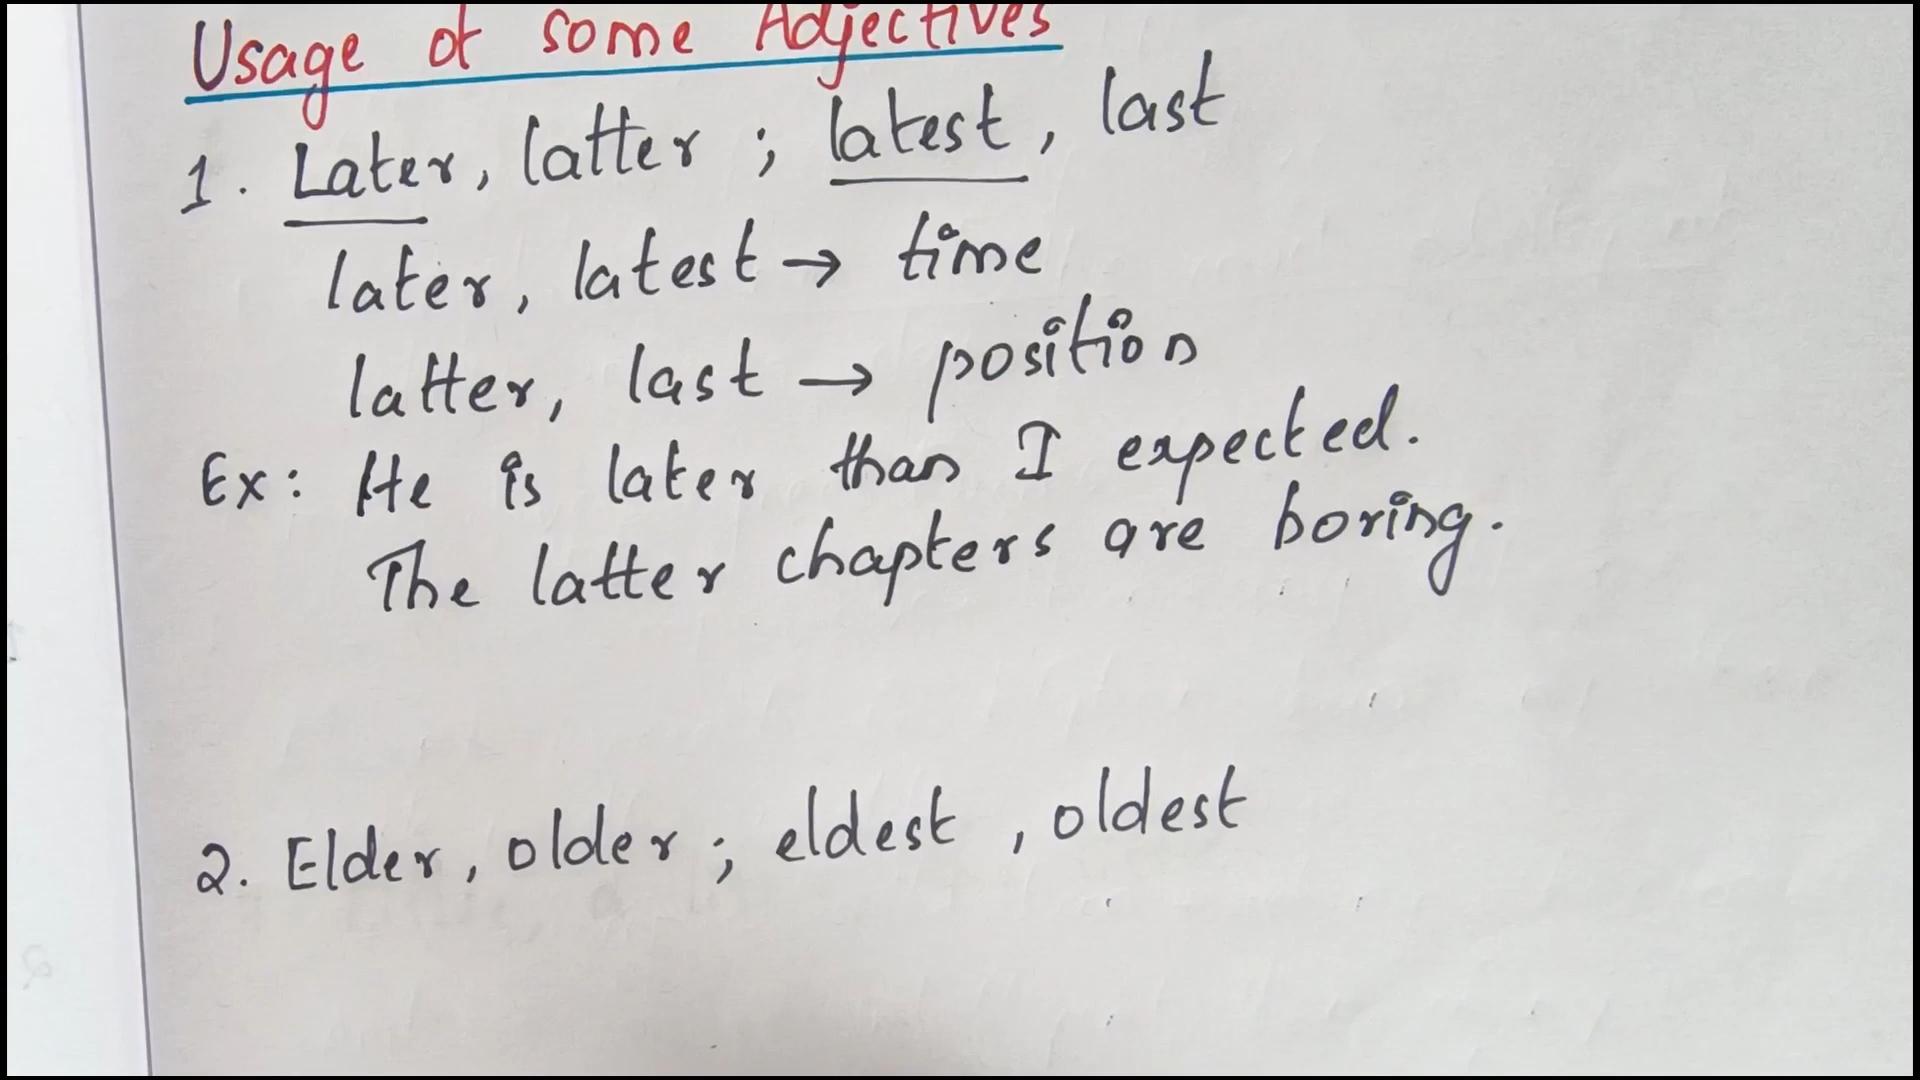 Usage of some Adjectives
1. Later, latter ; latest, last
later, latest → time
latter, last → position
Ex: He is later than I expected.
The latter chapters are boring.
2. Elder, older ; eldest , oldest